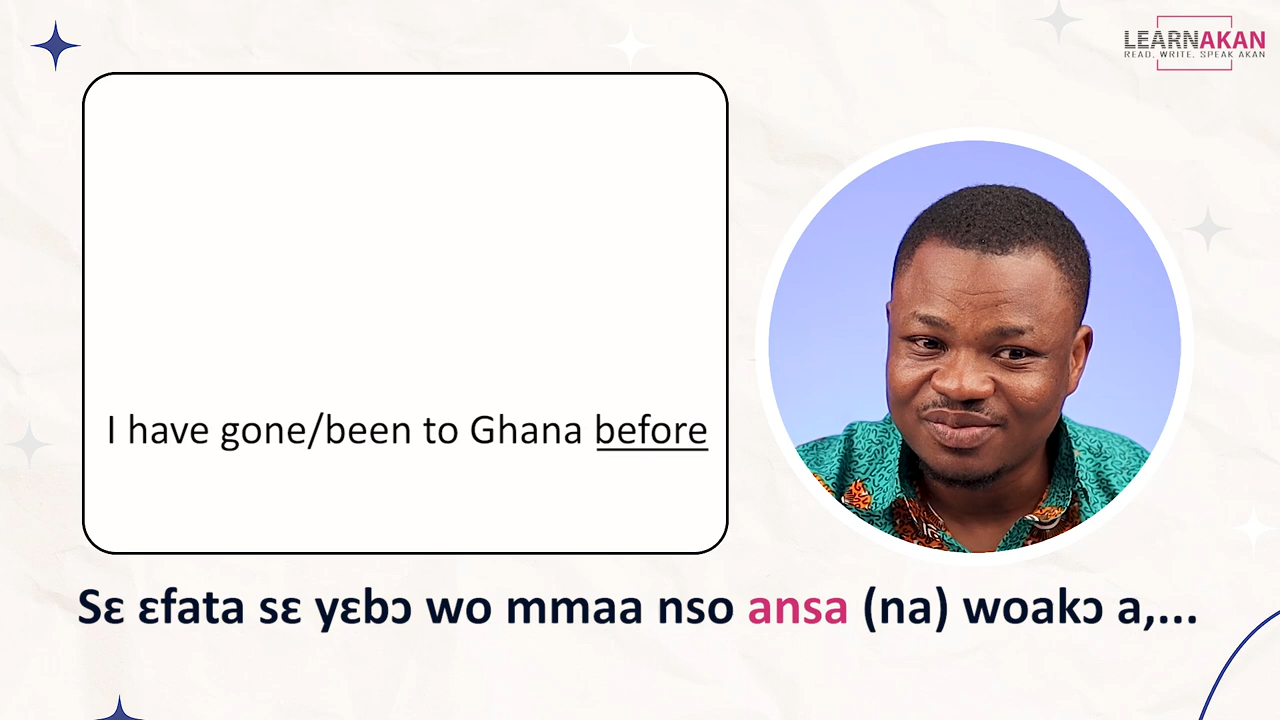 LEARNAKAN
READ. WRITE. SPEAK AKAN
I have gone/been to Ghana before
Sɛ ɛfata sɛ yɛbɔ wo mmaa nso ansa (na) woakɔ a,...